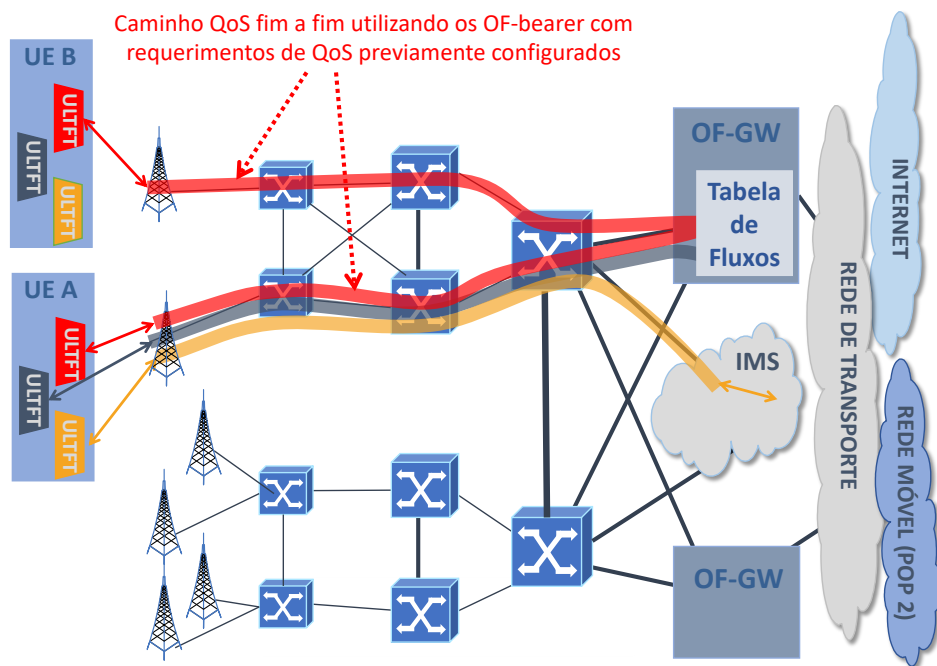 Caminho QoS fim a fim utilizando os OF-bearer com
requerimentos de QoS previamente configurados
UE B
ULTFT
ULTFT
ULTFT
UE A
ULTFT
ULTFT
ULTFT
OF-GW
Tabela
de
Fluxos
IMS
OF-GW
REDE DE TRANSPORTE
INTERNET
REDE MÓVEL (POP 2)